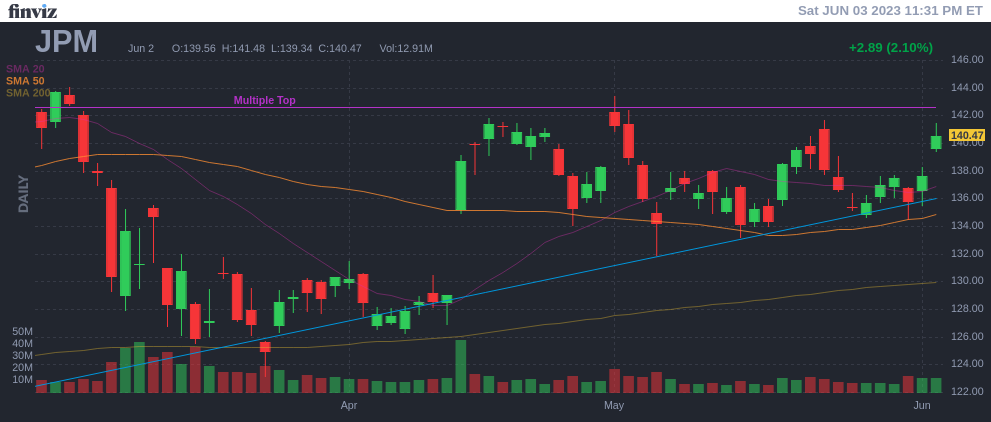 finviz
Sat JUN 03 2023 11:31 PM ET
JPM
Jun 2 O:139.56 H:141.48 L:139.34 C:140.47 Vol:12.91M
+2.89 (2.10%)
SMA 20
SMA 50
SMA 200
Multiple Top
DAILY
146.00
144.00
142.00
140.47
140.00
138.00
136.00
134.00
132.00
130.00
128.00
126.00
124.00
122.00
50M
40M
30M
20M
10M
Apr May Jun